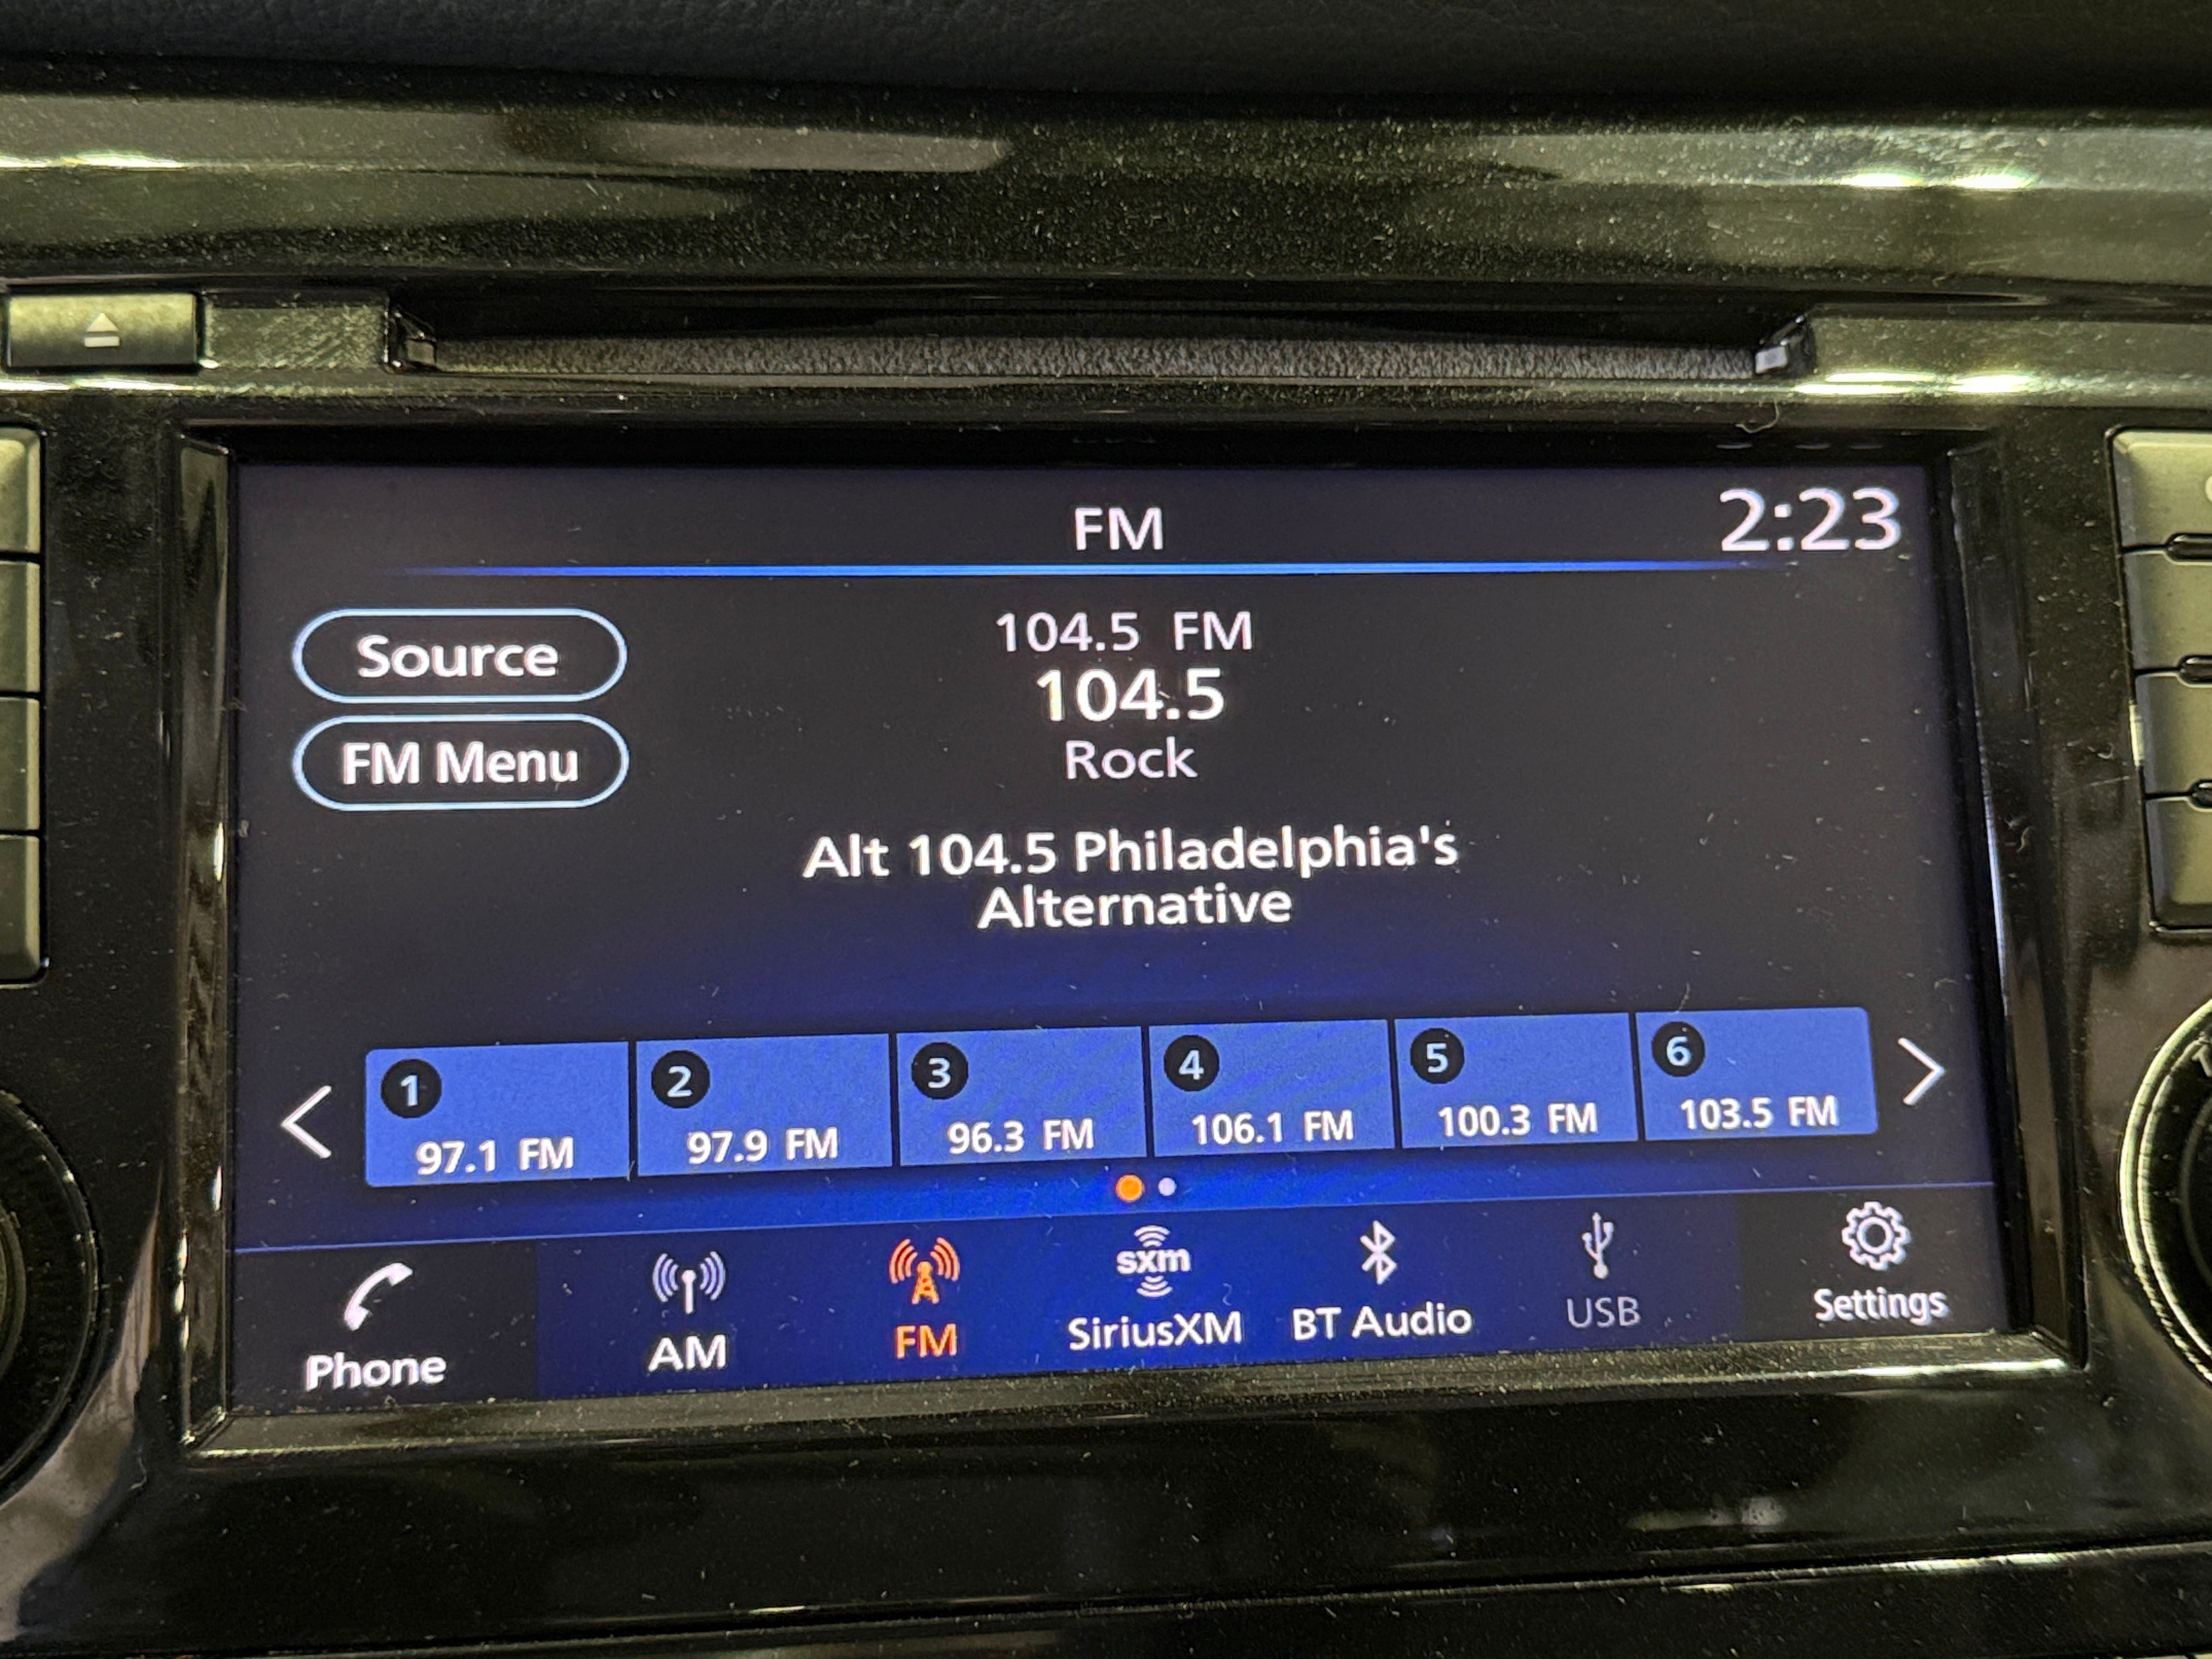 FM
2:23
Source
FM Menu
104.5 FM
104.5
Rock
Alt 104.5 Philadelphia's
Alternative
1
97.1 FM
2
97.9 FM
3
96.3 FM
4
106.1 FM
5
100.3 FM
6
103.5 FM
Phone
AM
FM
sxm
SiriusXM
BT Audio
USB
Settings